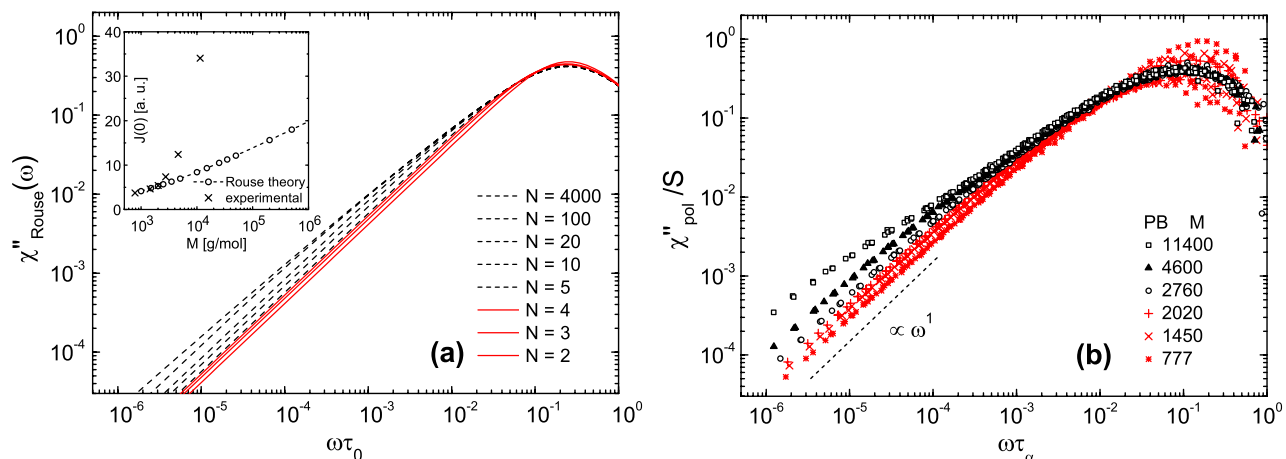 10⁰
10⁻¹
10⁻²
10⁻³
10⁻⁴
χ"Rouse(ω)
40
30
20
10
0
J(0) [a. u.]
Rouse theory
experimental
10³ 10⁴ 10⁵ 10⁶
M [g/mol]
N = 4000
N = 100
N = 20
N = 10
N = 5
N = 4
N = 3
N = 2
(a)
10⁻⁶ 10⁻⁵ 10⁻⁴ 10⁻³ 10⁻² 10⁻¹ 10⁰
ωτ₀
10⁰
10⁻¹
10⁻²
10⁻³
10⁻⁴
χ"pol/S
PB M
11400
4600
2760
2020
1450
777
∝ ω¹
(b)
10⁻⁶ 10⁻⁵ 10⁻⁴ 10⁻³ 10⁻² 10⁻¹ 10⁰
ωτα